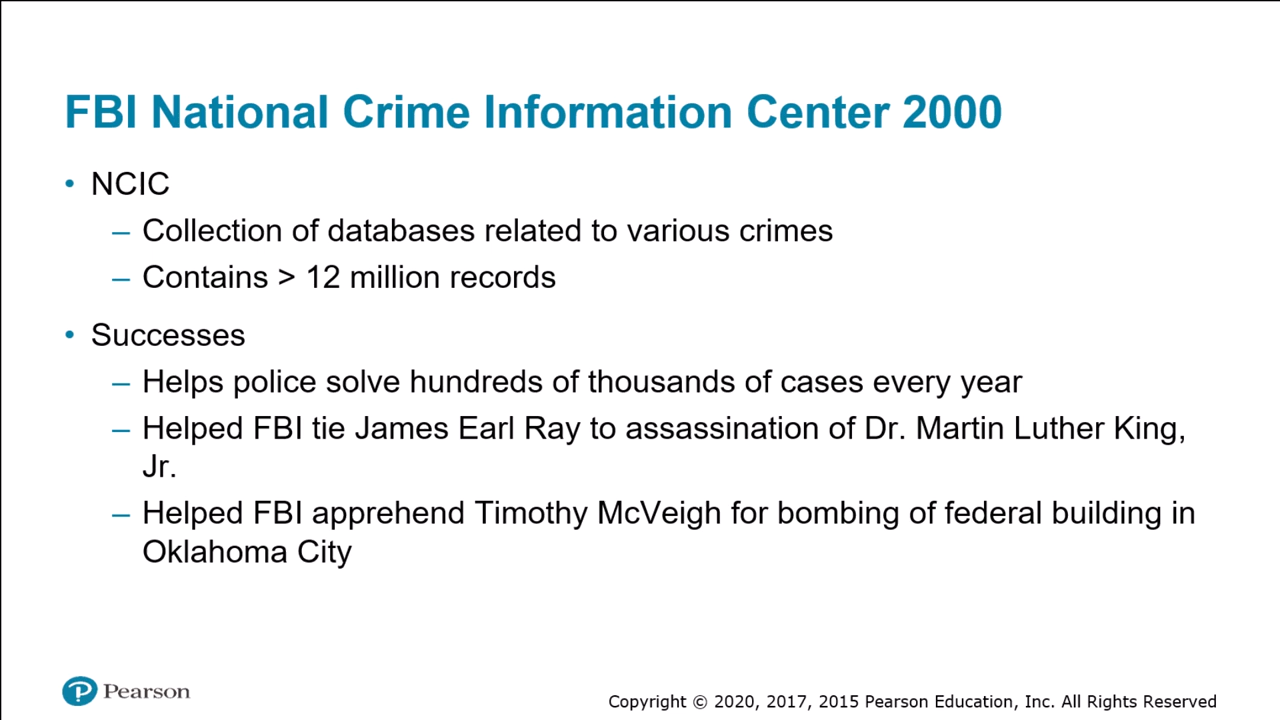 FBI National Crime Information Center 2000
• NCIC
– Collection of databases related to various crimes
– Contains > 12 million records
• Successes
– Helps police solve hundreds of thousands of cases every year
– Helped FBI tie James Earl Ray to assassination of Dr. Martin Luther King,
Jr.
– Helped FBI apprehend Timothy McVeigh for bombing of federal building in
Oklahoma City
Pearson
Copyright © 2020, 2017, 2015 Pearson Education, Inc. All Rights Reserved